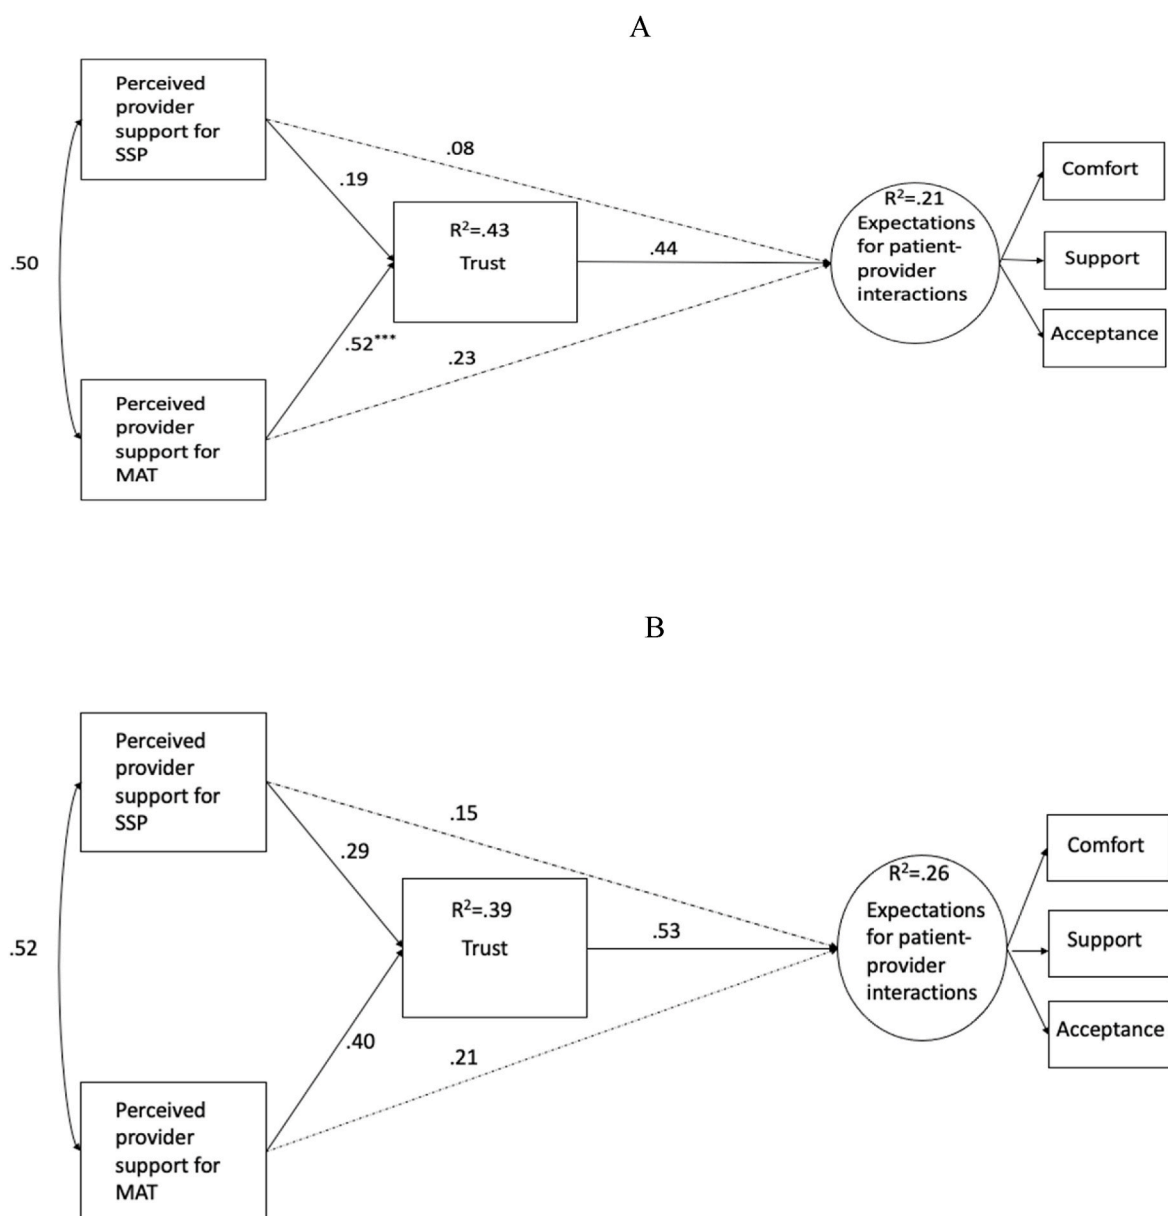 A
Perceived
provider
support for
SSP
.08
.19
.50
R²=.43
Trust
.44
R²=.21
Expectations
for patient-
provider
interactions
Comfort
Support
Acceptance
.52***
.23
Perceived
provider
support for
MAT
B
Perceived
provider
support for
SSP
.15
.29
.52
R²=.39
Trust
.53
R²=.26
Expectations
for patient-
provider
interactions
Comfort
Support
Acceptance
.40
.21
Perceived
provider
support for
MAT